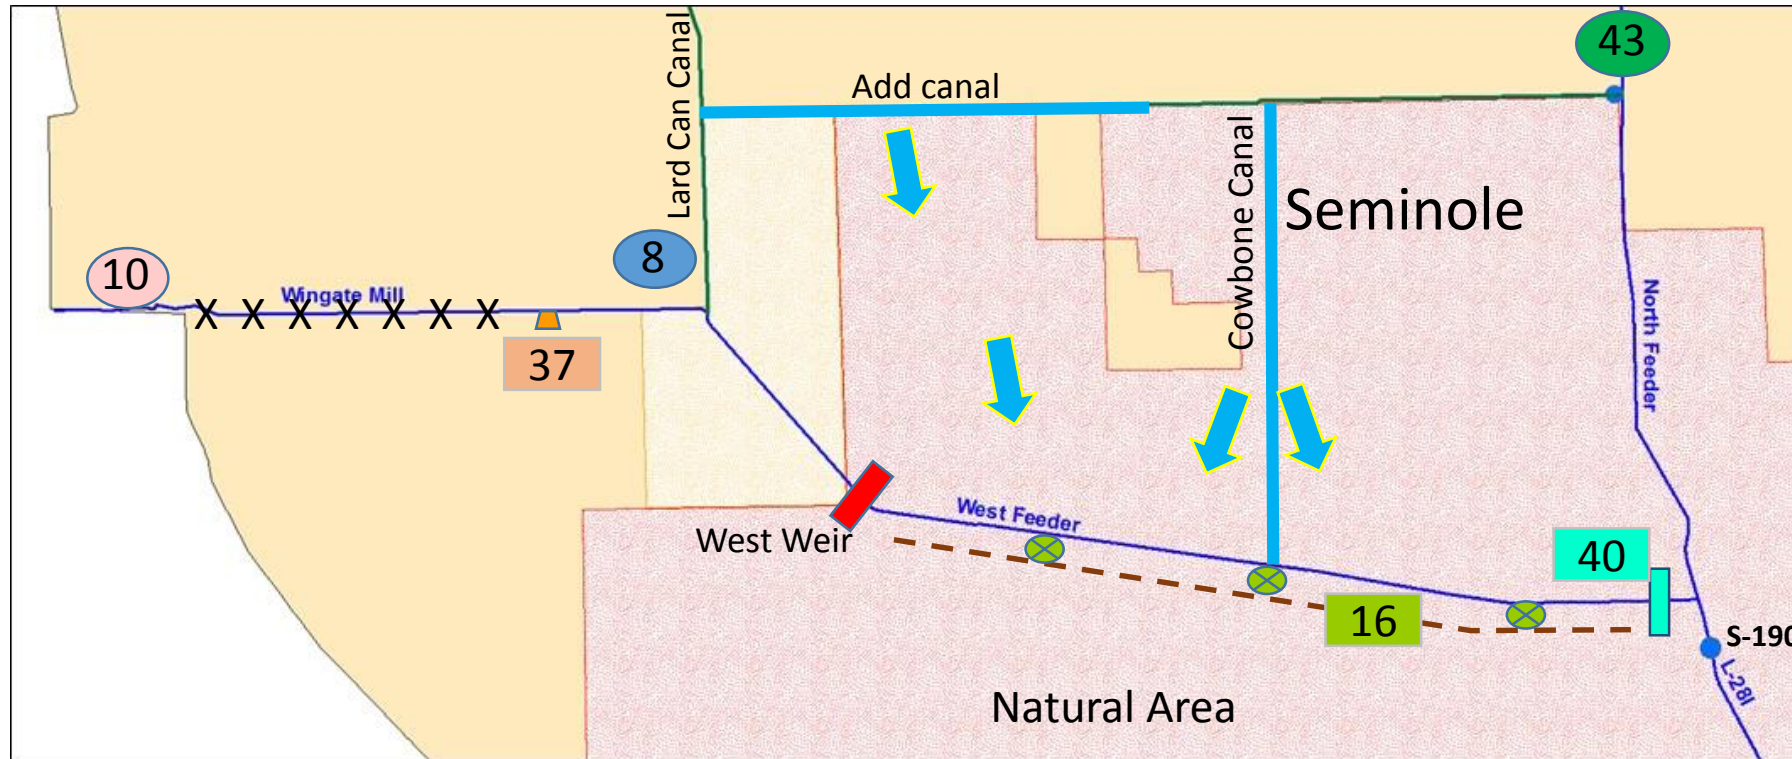 43
Lard Can Canal
Add canal
Cowbone Canal
Seminole
8
10
Wingate Mill
X X X X X X X
37
North Feeder
West Feeder
West Weir
40
16
S-190
L-28I
Natural Area